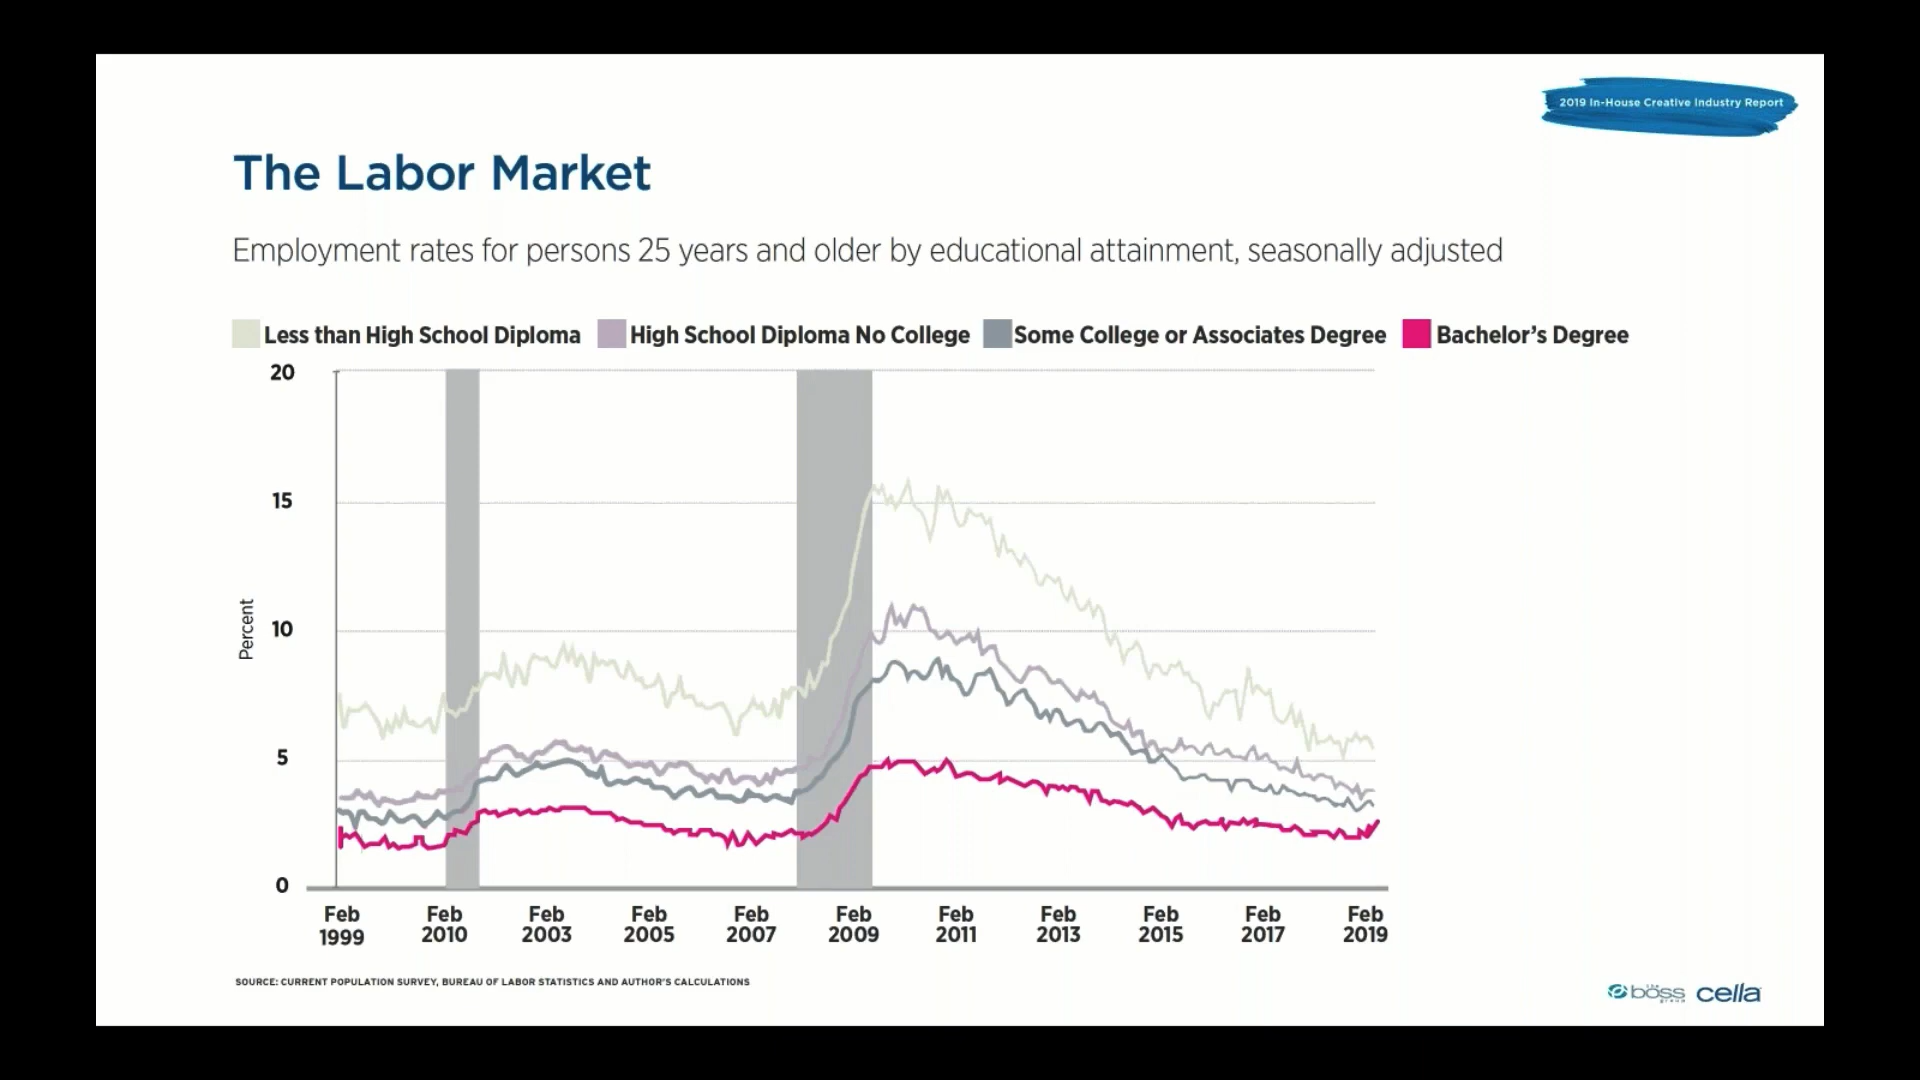 2019 In-House Creative Industry Report
The Labor Market
Employment rates for persons 25 years and older by educational attainment, seasonally adjusted
Less than High School Diploma High School Diploma No College Some College or Associates Degree Bachelor's Degree
20
15
10
5
0
Percent
Feb Feb Feb Feb Feb Feb Feb Feb Feb Feb Feb
1999 2010 2003 2005 2007 2009 2011 2013 2015 2017 2019
SOURCE: CURRENT POPULATION SURVEY, BUREAU OF LABOR STATISTICS AND AUTHOR'S CALCULATIONS
the boss group cella